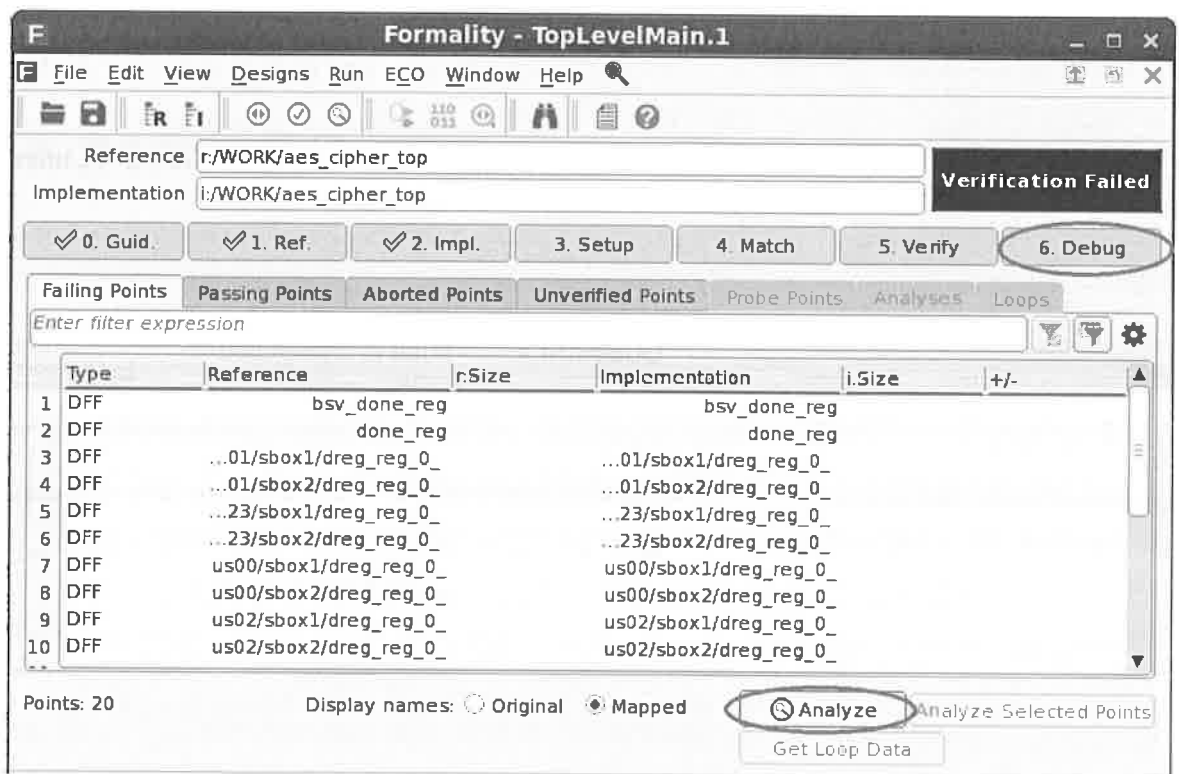 F Formality - TopLevelMain.1
F File Edit View Designs Run ECO Window Help
R I 110 011
Reference r:/WORK/aes_cipher_top
Implementation i:/WORK/aes_cipher_top
Verification Failed
0. Guid. 1. Ref. 2. Impl. 3. Setup 4. Match 5. Verify 6. Debug
Failing Points Passing Points Aborted Points Unverified Points Probe Points Analyses Loops
Enter filter expression
Type Reference r.Size Implementation i.Size +/-
1 DFF bsv_done_reg bsv_done_reg
2 DFF done_reg done_reg
3 DFF ...01/sbox1/dreg_reg_0_ ...01/sbox1/dreg_reg_0_
4 DFF ...01/sbox2/dreg_reg_0_ ...01/sbox2/dreg_reg_0_
5 DFF ...23/sbox1/dreg_reg_0_ ...23/sbox1/dreg_reg_0_
6 DFF ...23/sbox2/dreg_reg_0_ ...23/sbox2/dreg_reg_0_
7 DFF us00/sbox1/dreg_reg_0_ us00/sbox1/dreg_reg_0_
8 DFF us00/sbox2/dreg_reg_0_ us00/sbox2/dreg_reg_0_
9 DFF us02/sbox1/dreg_reg_0_ us02/sbox1/dreg_reg_0_
10 DFF us02/sbox2/dreg_reg_0_ us02/sbox2/dreg_reg_0_
Points: 20 Display names: Original Mapped Analyze Analyze Selected Points
Get Loop Data